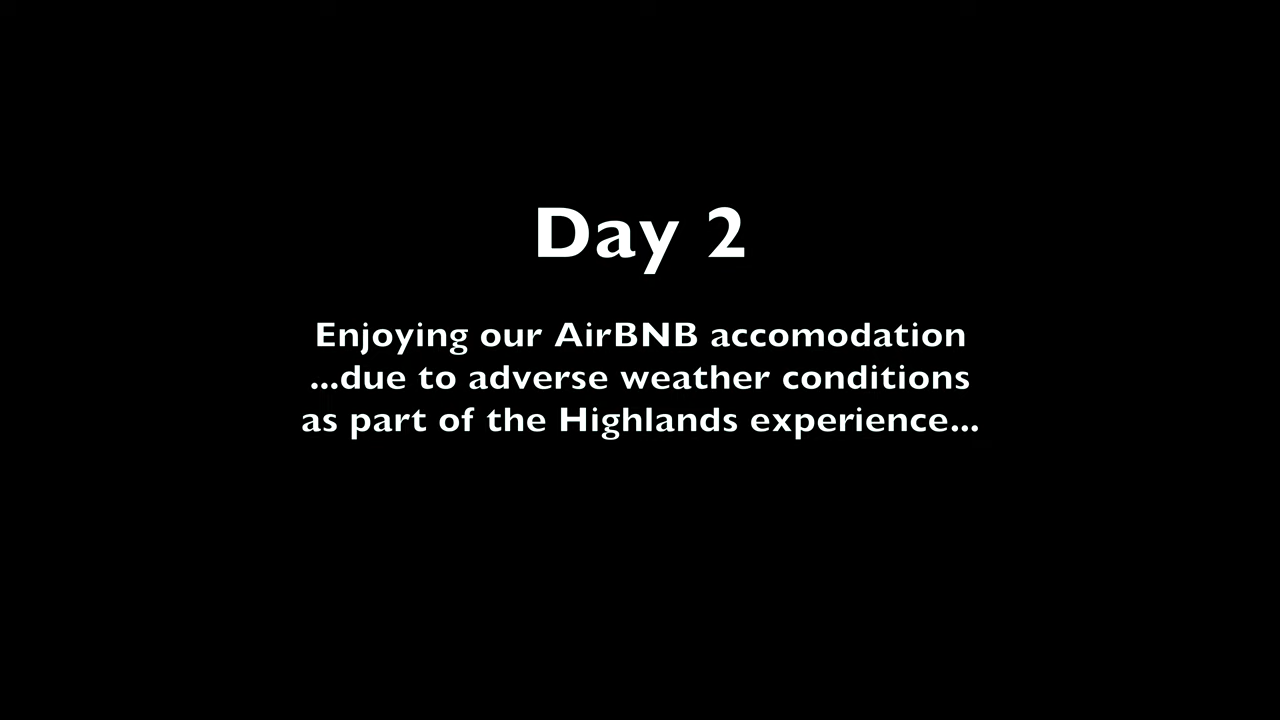 Day 2
Enjoying our AirBNB accomodation
...due to adverse weather conditions
as part of the Highlands experience...